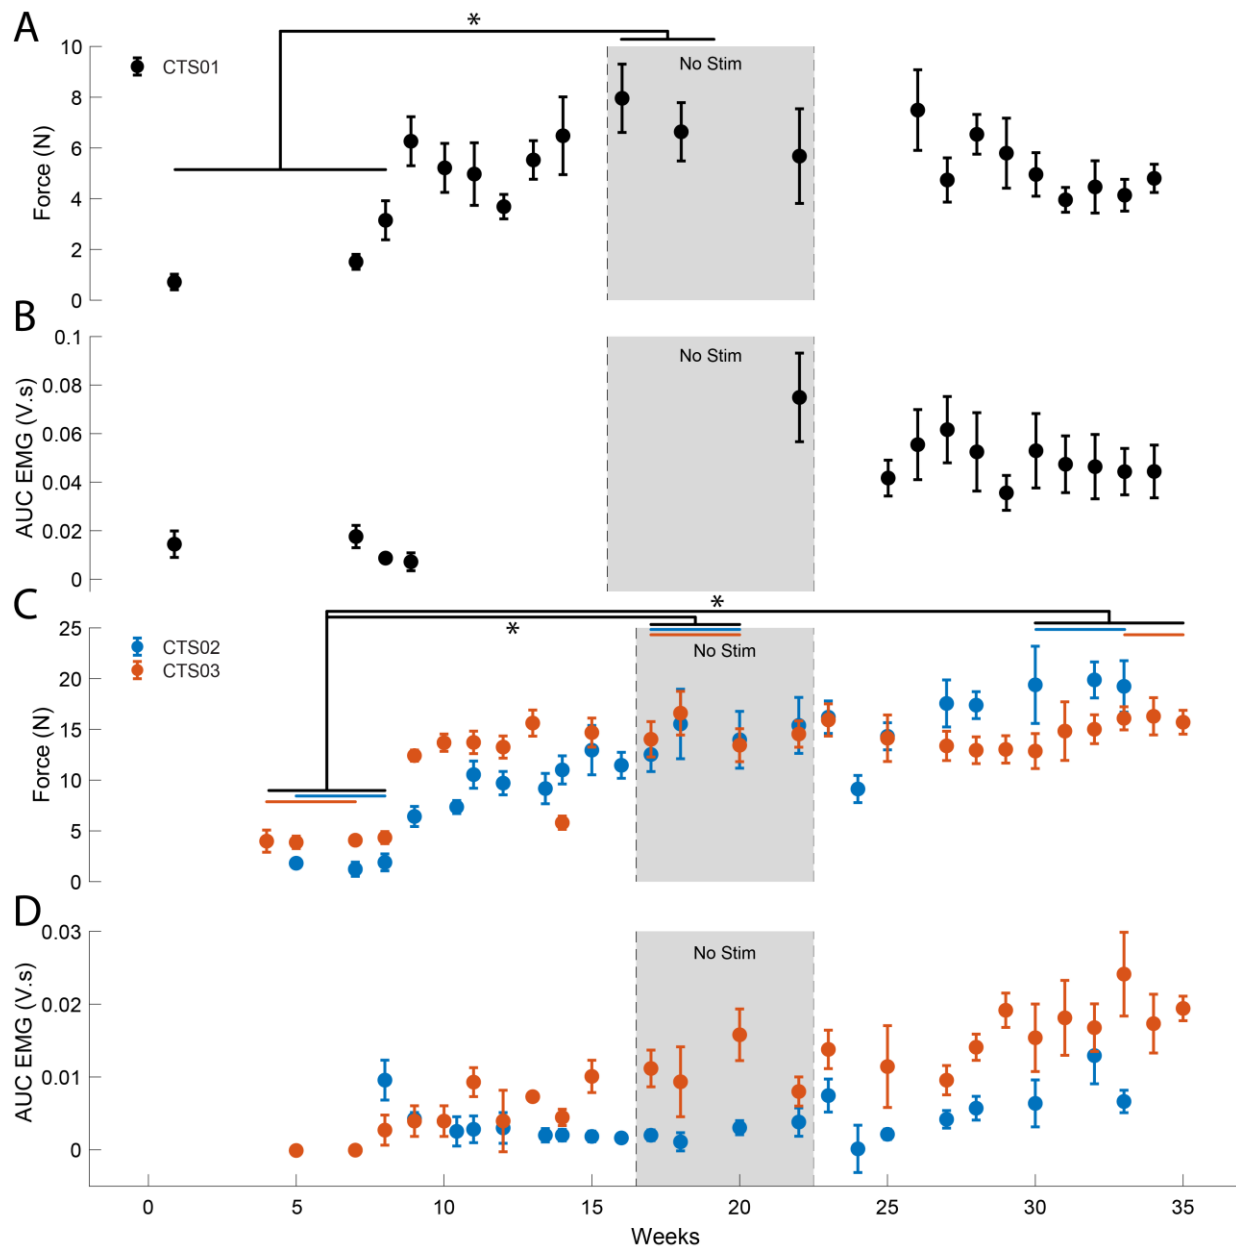 A
*
10
8
6
4
2
0
Force (N)
CTS01
No Stim
B
0.1
0.08
0.06
0.04
0.02
0
AUC EMG (V.s)
No Stim
C
*
*
25
20
15
10
5
0
Force (N)
CTS02
CTS03
No Stim
D
0.03
0.02
0.01
0
AUC EMG (V.s)
No Stim
0 5 10 15 20 25 30 35
Weeks